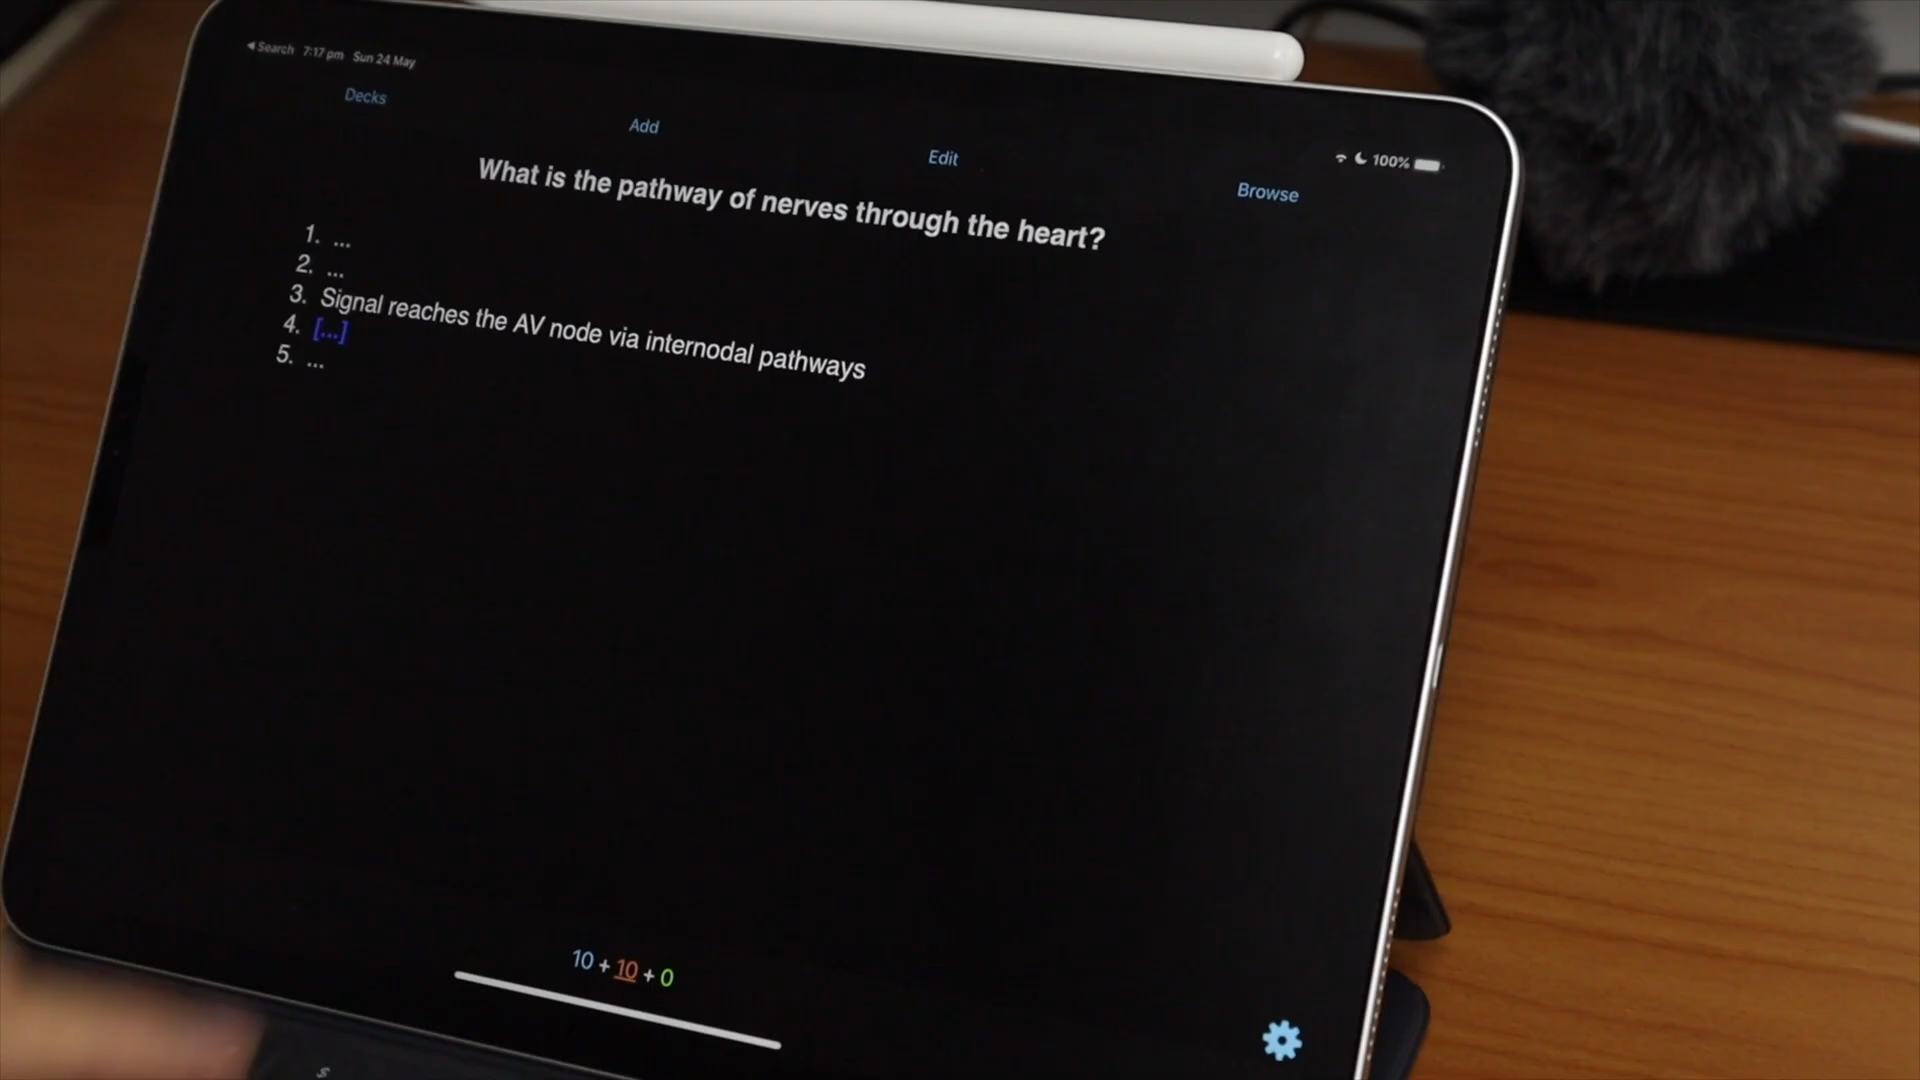 ◀Search 7:17 pm Sun 24 May
100%
Decks
Add
Edit
Browse
What is the pathway of nerves through the heart?
1. ...
2. ...
3. Signal reaches the AV node via internodal pathways
4. [...]
5. ...
10 + 10 + 0